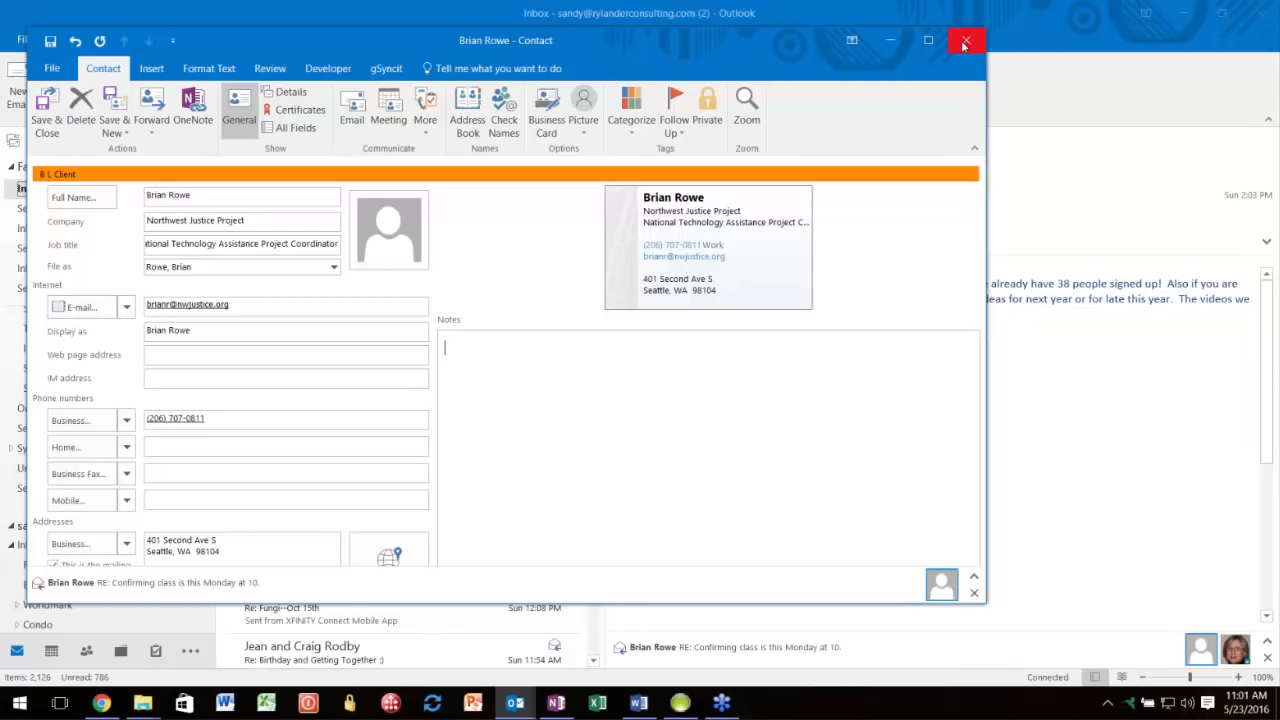 Inbox - sandy@rylanderconsulting.com (2) - Outlook
Brian Rowe - Contact
File Contact Insert Format Text Review Developer gSyncit Tell me what you want to do
Save & Close
Delete
Save & New
Forward
OneNote
Actions
General
Details
Certificates
All Fields
Show
Email
Meeting
More
Communicate
Address Book
Check Names
Names
Business Card
Picture
Options
Categorize
Follow Up
Private
Tags
Zoom
Zoom
B L Client
Full Name... Brian Rowe
Company Northwest Justice Project
Job title ational Technology Assistance Project Coordinator
File as Rowe, Brian
Internet
E-mail... brianr@nwjustice.org
Display as Brian Rowe
Web page address
IM address
Phone numbers
Business... (206) 707-0811
Home...
Business Fax...
Mobile...
Addresses
Business... 401 Second Ave S
Seattle, WA 98104
This is the mailing
Brian Rowe
Northwest Justice Project
National Technology Assistance Project C...
(206) 707-0811 Work
brianr@nwjustice.org
401 Second Ave S
Seattle, WA 98104
Notes
Brian Rowe RE: Confirming class is this Monday at 10.
Sun 2:03 PM
already have 38 people signed up! Also if you are
eas for next year or for late this year. The videos we
Condo
Re: Fungi--Oct 15th Sun 12:08 PM
Sent from XFINITY Connect Mobile App
Jean and Craig Rodby
Re: Birthday and Getting Together :) Sun 11:54 AM
Brian Rowe RE: Confirming class is this Monday at 10.
Items: 2,126 Unread: 786
Connected
100%
11:01 AM
5/23/2016